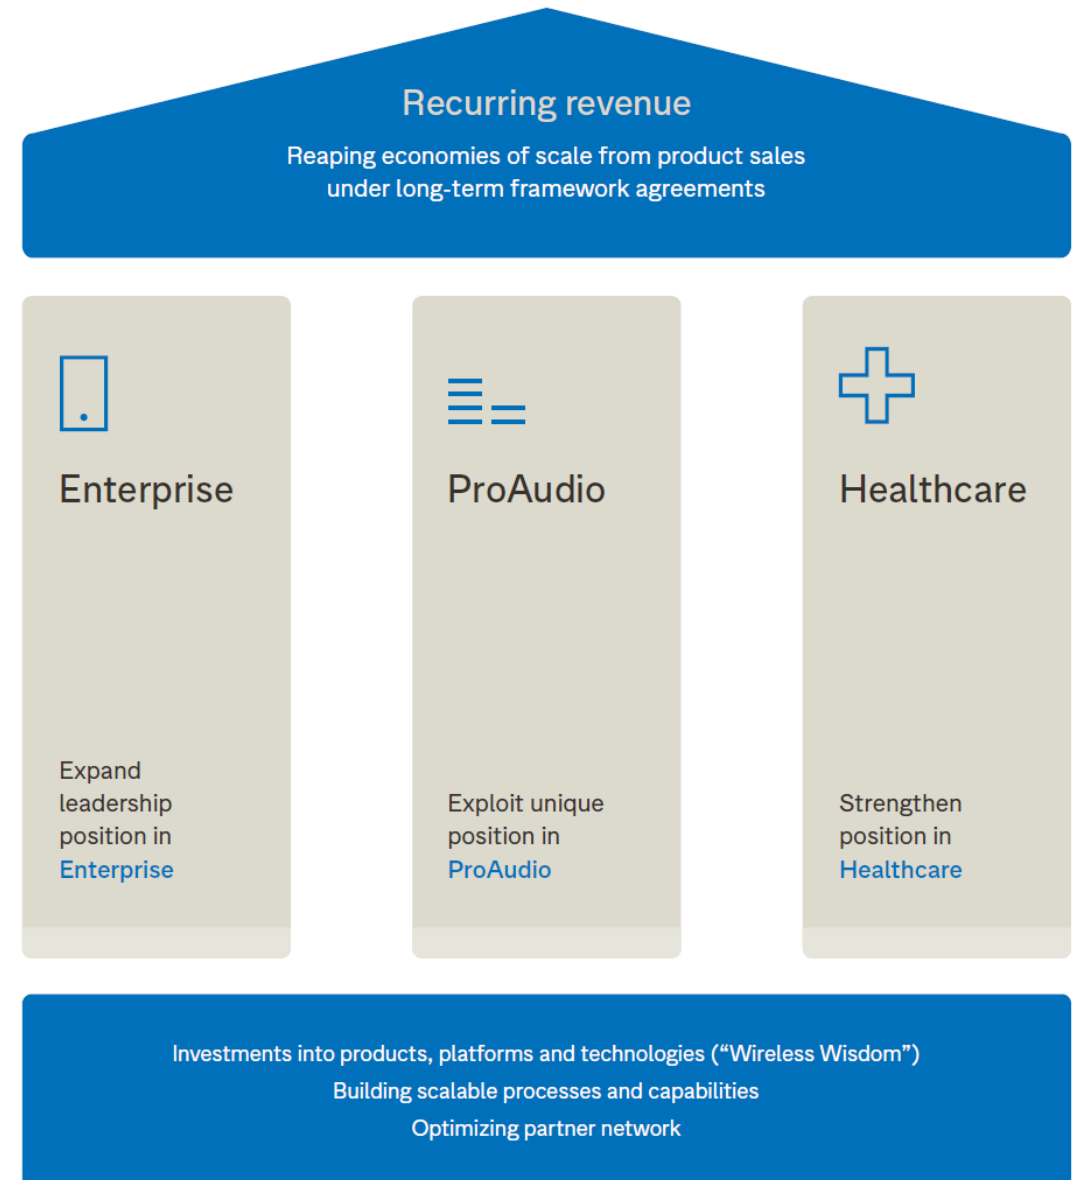 Recurring revenue
Reaping economies of scale from product sales
under long-term framework agreements
Enterprise
Expand
leadership
position in
Enterprise
ProAudio
Exploit unique
position in
ProAudio
Healthcare
Strengthen
position in
Healthcare
Investments into products, platforms and technologies (“Wireless Wisdom”)
Building scalable processes and capabilities
Optimizing partner network